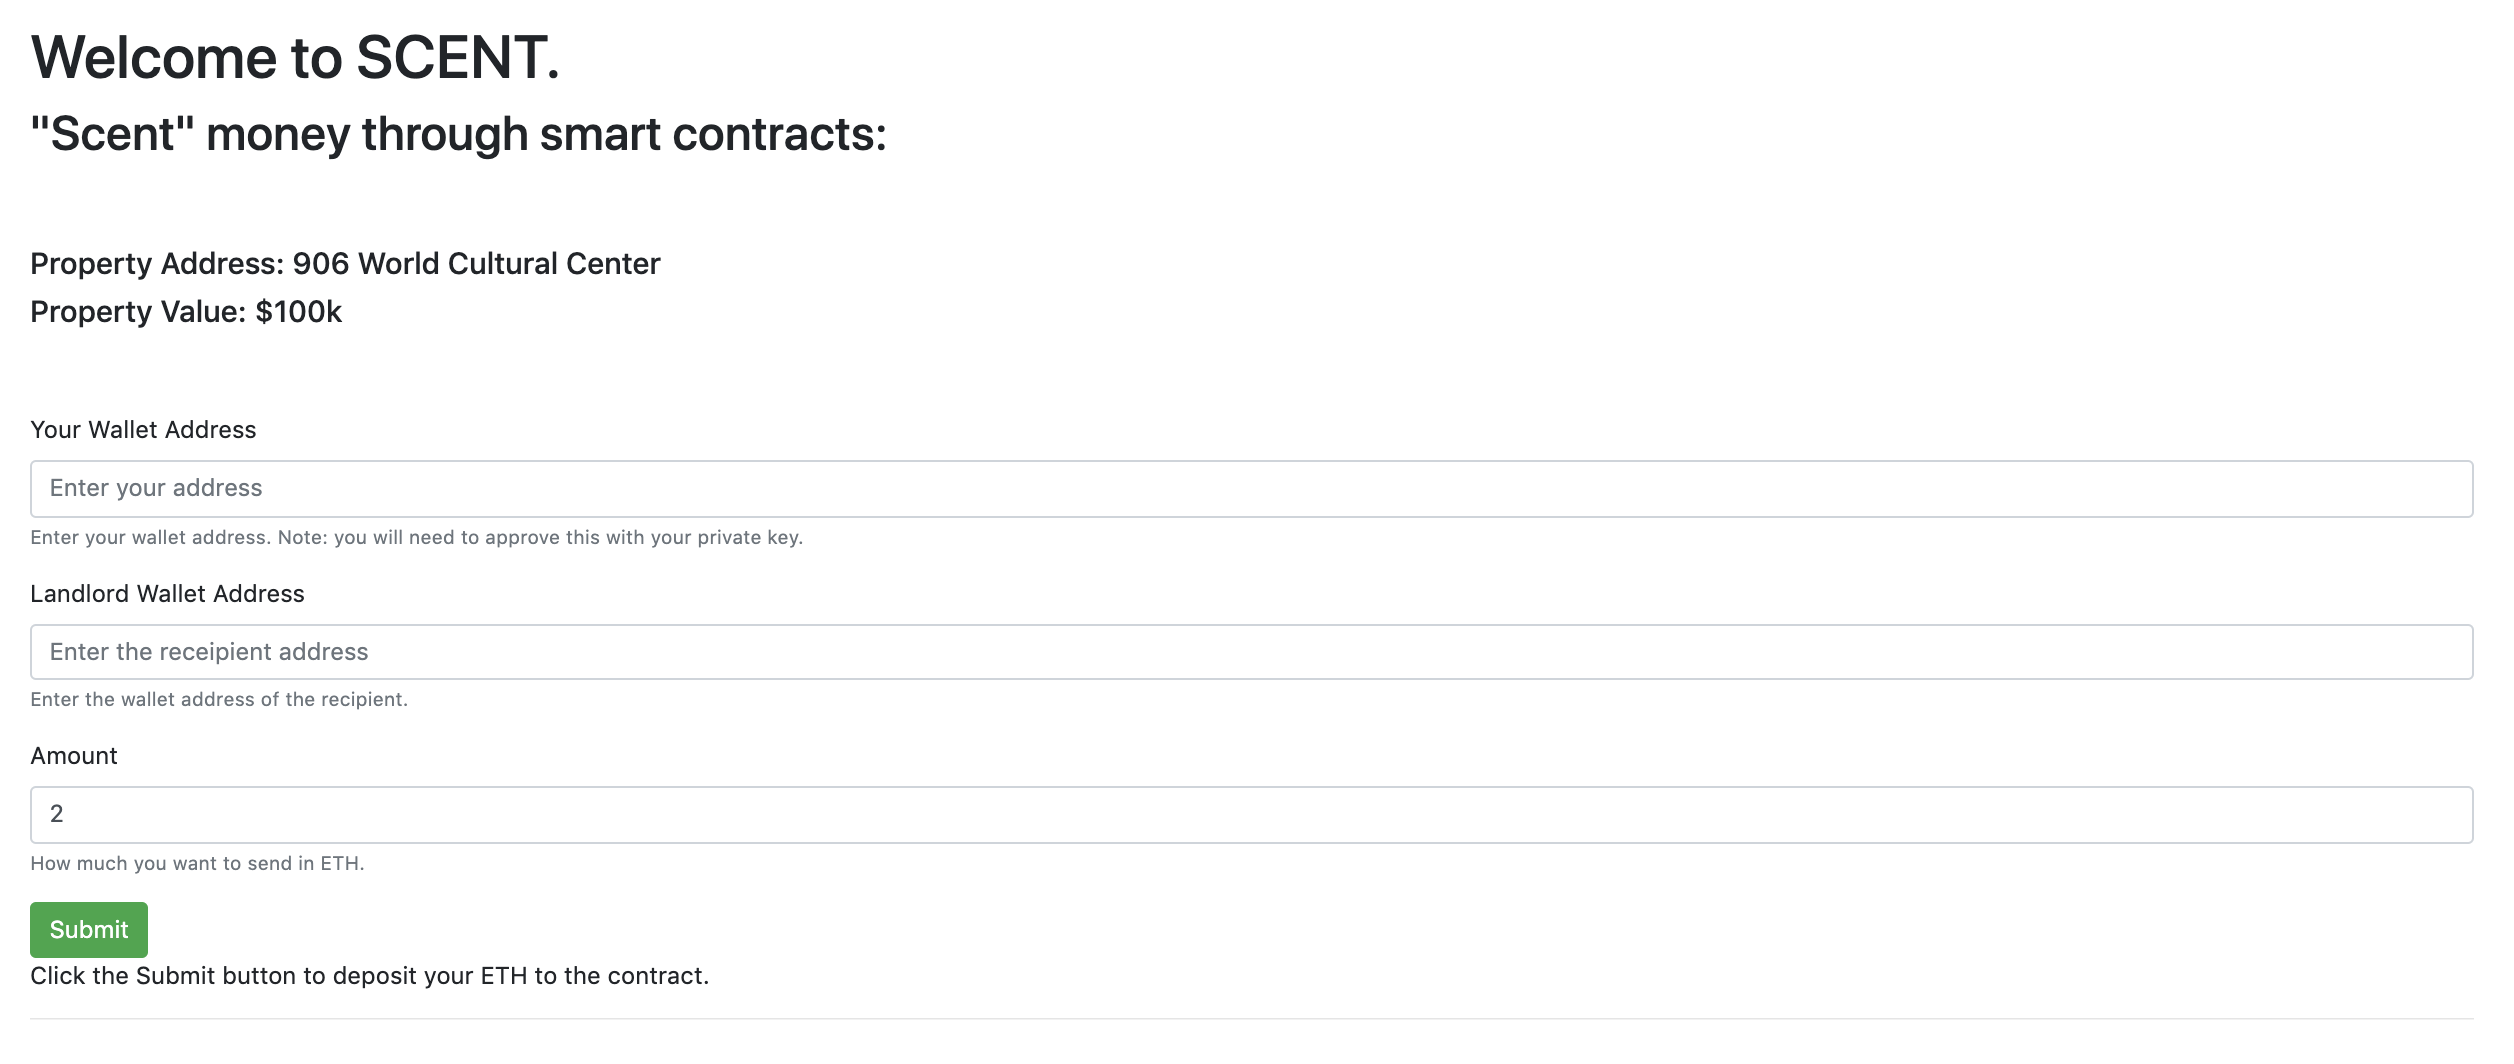 Welcome to SCENT.
"Scent" money through smart contracts:
Property Address: 906 World Cultural Center
Property Value: $100k
Your Wallet Address
Enter your address
Enter your wallet address. Note: you will need to approve this with your private key.
Landlord Wallet Address
Enter the receipient address
Enter the wallet address of the recipient.
Amount
2
How much you want to send in ETH.
Submit
Click the Submit button to deposit your ETH to the contract.